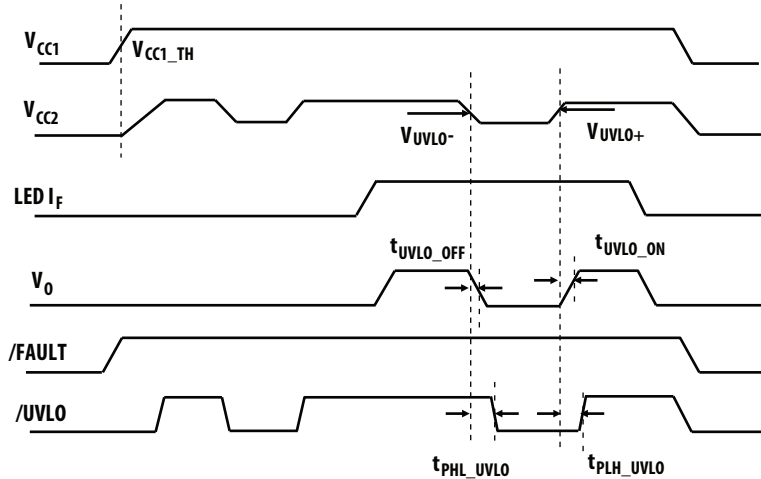 VCC1
VCC1_TH
VCC2
VUVLO-
VUVLO+
LED IF
tUVLO_OFF
tUVLO_ON
VO
/FAULT
/UVLO
tPHL_UVLO
tPLH_UVLO